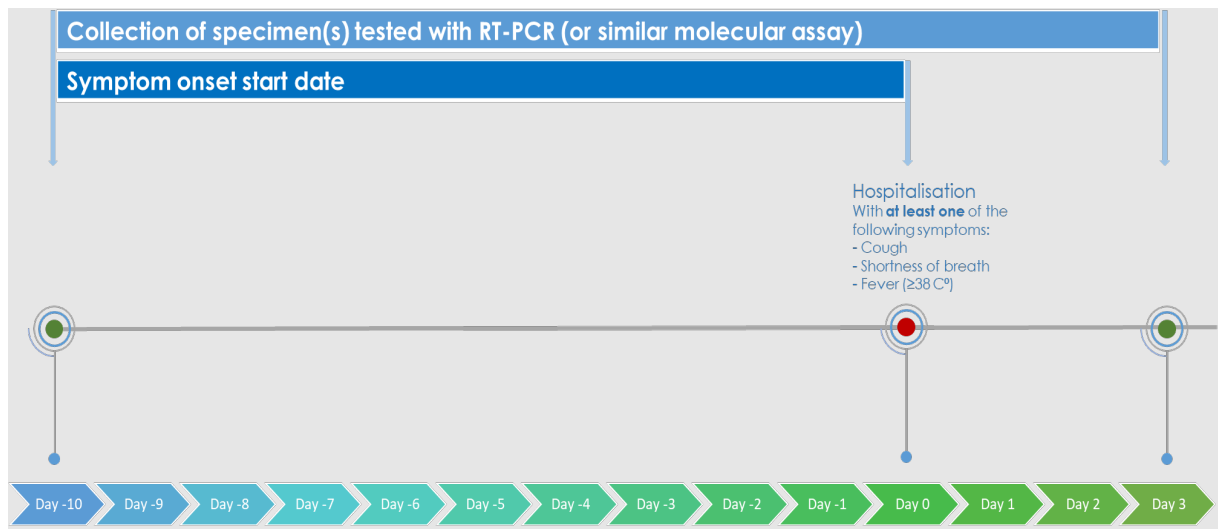 Collection of specimen(s) tested with RT-PCR (or similar molecular assay)
Symptom onset start date
Hospitalisation
With at least one of the
following symptoms:
- Cough
- Shortness of breath
- Fever (≥38 Cº)
Day -10 Day -9 Day -8 Day -7 Day -6 Day -5 Day -4 Day -3 Day -2 Day -1 Day 0 Day 1 Day 2 Day 3